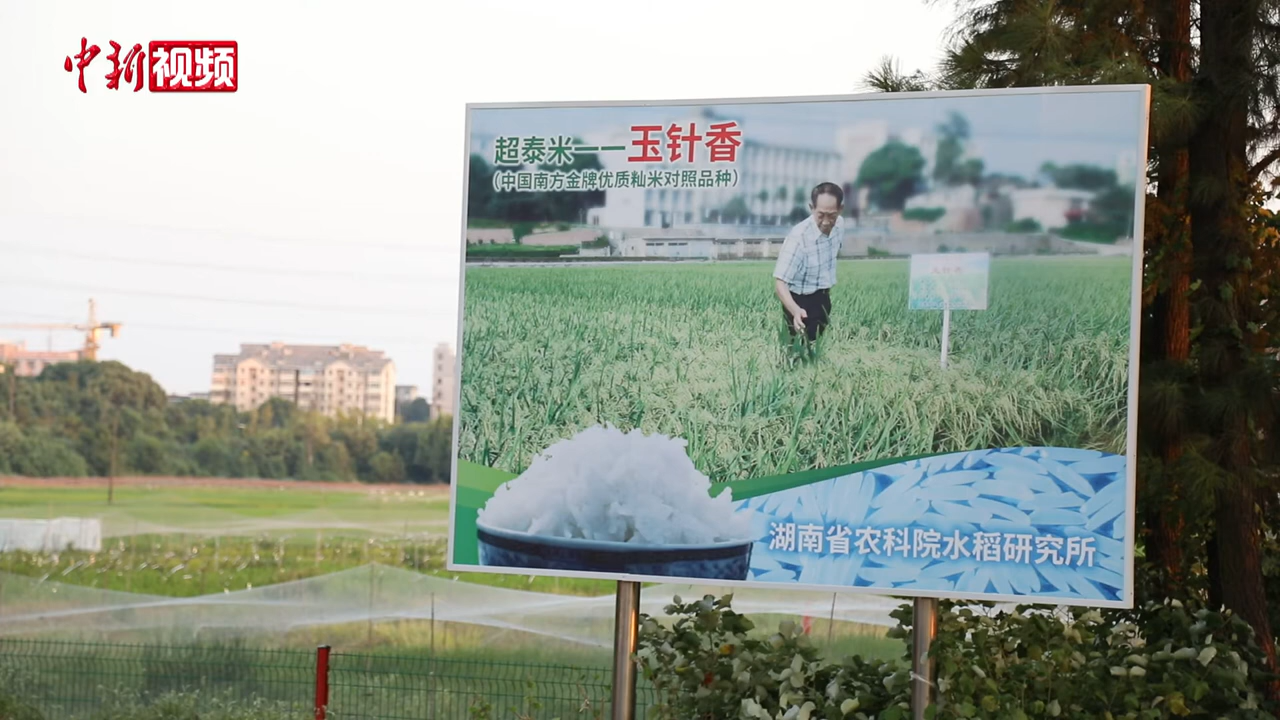 中新视频
超泰米——玉针香
(中国南方金牌优质籼米对照品种)
湖南省农科院水稻研究所